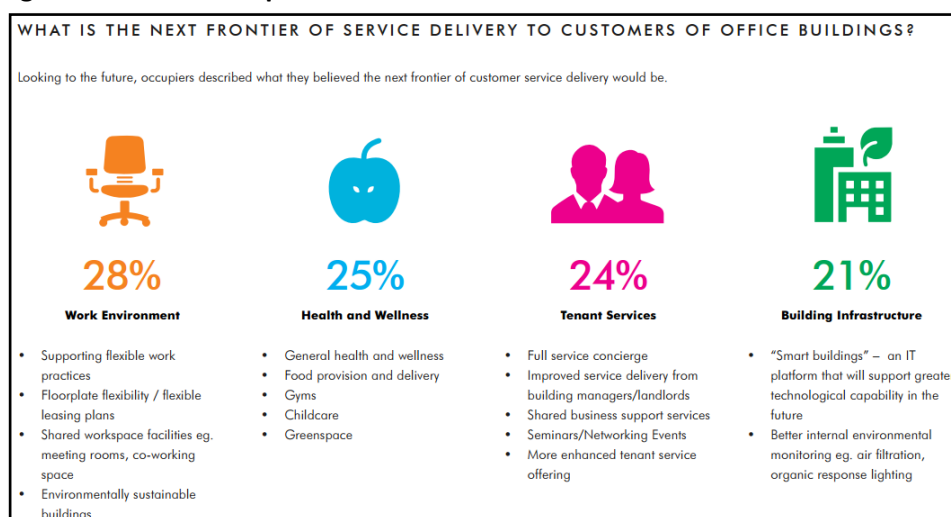 WHAT IS THE NEXT FRONTIER OF SERVICE DELIVERY TO CUSTOMERS OF OFFICE BUILDINGS?
Looking to the future, occupiers described what they believed the next frontier of customer service delivery would be.
28%
Work Environment
• Supporting flexible work
practices
• Floorplate flexibility / flexible
leasing plans
• Shared workspace facilities eg.
meeting rooms, co-working
space
• Environmentally sustainable
buildings
25%
Health and Wellness
• General health and wellness
• Food provision and delivery
• Gyms
• Childcare
• Greenspace
24%
Tenant Services
• Full service concierge
• Improved service delivery from
building managers/landlords
• Shared business support services
• Seminars/Networking Events
• More enhanced tenant service
offering
21%
Building Infrastructure
• “Smart buildings” – an IT
platform that will support greate
technological capability in the
future
• Better internal environmental
monitoring eg. air filtration,
organic response lighting